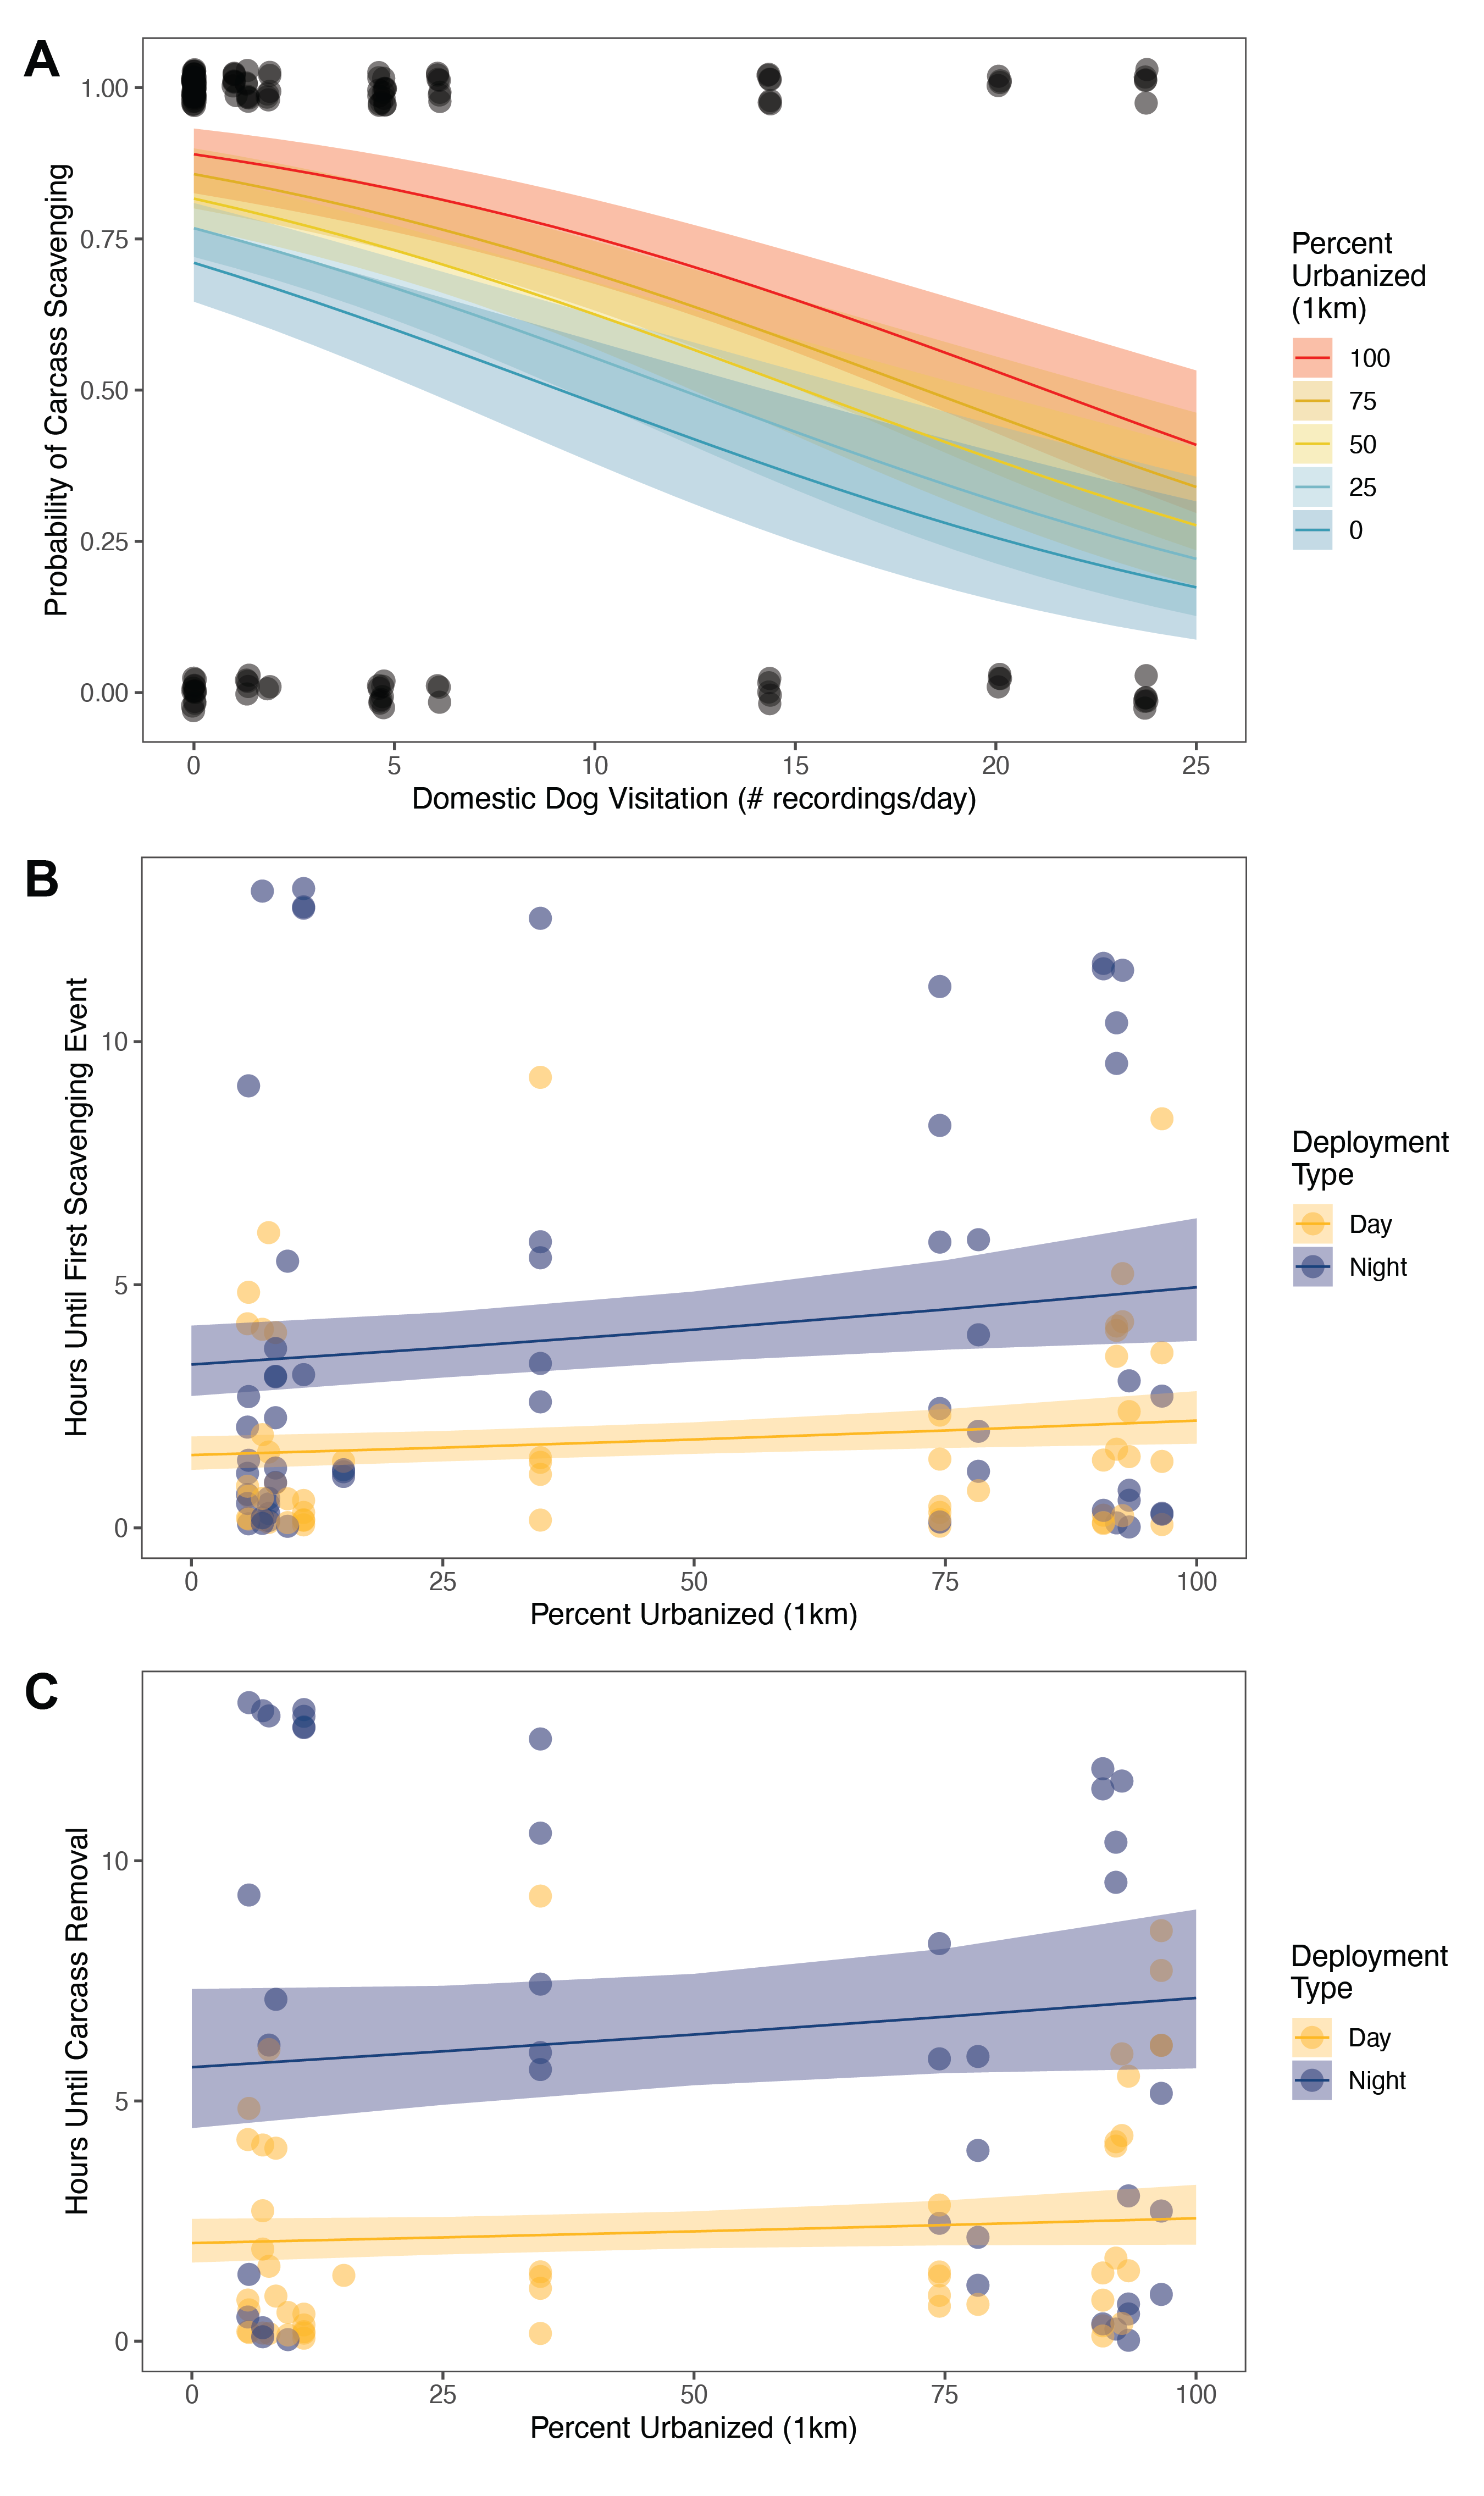 A
Probability of Carcass Scavenging
1.00
0.75
0.50
0.25
0.00
0 5 10 15 20 25
Domestic Dog Visitation (# recordings/day)
Percent
Urbanized
(1km)
100
75
50
25
0
B
Hours Until First Scavenging Event
10
5
0
0 25 50 75 100
Percent Urbanized (1km)
Deployment
Type
Day
Night
C
Hours Until Carcass Removal
10
5
0
0 25 50 75 100
Percent Urbanized (1km)
Deployment
Type
Day
Night